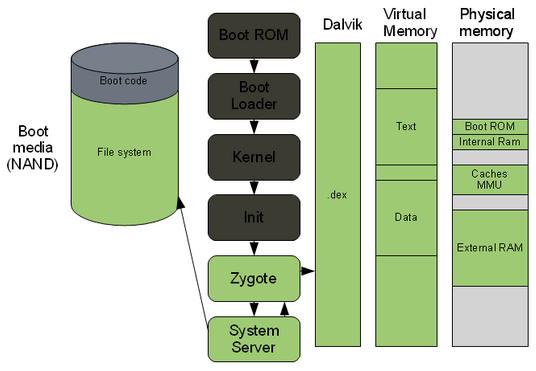 Boot
media
(NAND)
Boot code
File system
Boot ROM
Boot
Loader
Kernel
Init
Zygote
System
Server
Dalvik
.dex
Virtual
Memory
Text
Data
Physical
memory
Boot ROM
Internal Ram
Caches
MMU
External RAM